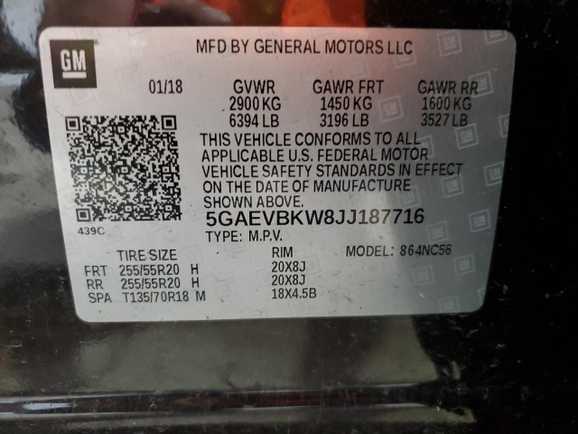 GM
MFD BY GENERAL MOTORS LLC
01/18 GVWR GAWR FRT GAWR RR
2900 KG 1450 KG 1600 KG
6394 LB 3196 LB 3527 LB
THIS VEHICLE CONFORMS TO ALL
APPLICABLE U.S. FEDERAL MOTOR
VEHICLE SAFETY STANDARDS IN EFFECT
ON THE DATE OF MANUFACTURE
SHOWN ABOVE.
439C
5GAEVBKW8JJ187716
TYPE: M.P.V. MODEL: 864NC56
TIRE SIZE RIM
FRT 255/55R20 H 20X8J
RR 255/55R20 H 20X8J
SPA T135/70R18 M 18X4.5B